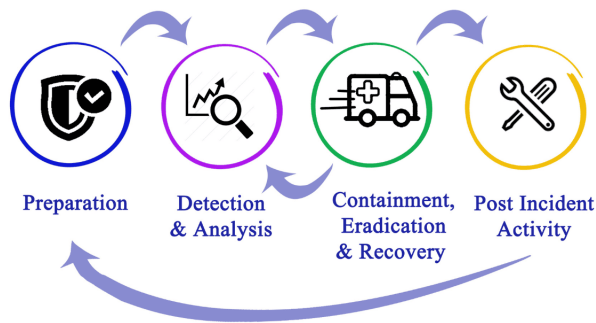 Preparation
Detection
& Analysis
Containment,
Eradication
& Recovery
Post Incident
Activity